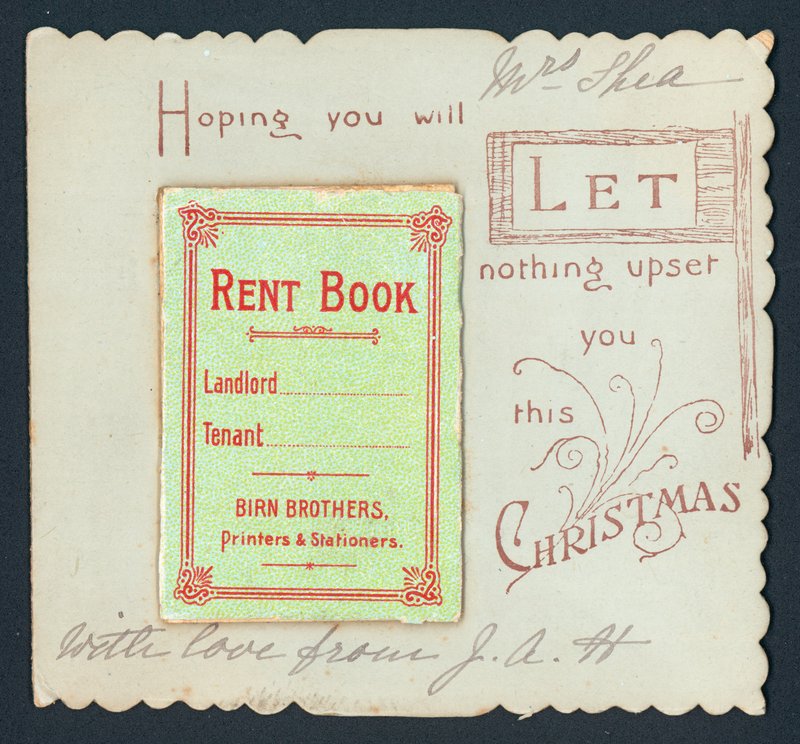 Mrs Shea
Hoping you will
LET
nothing upset
you
this
CHRISTMAS
RENT BOOK
Landlord
Tenant
BIRN BROTHERS,
Printers & Stationers.
With love from J. A. H